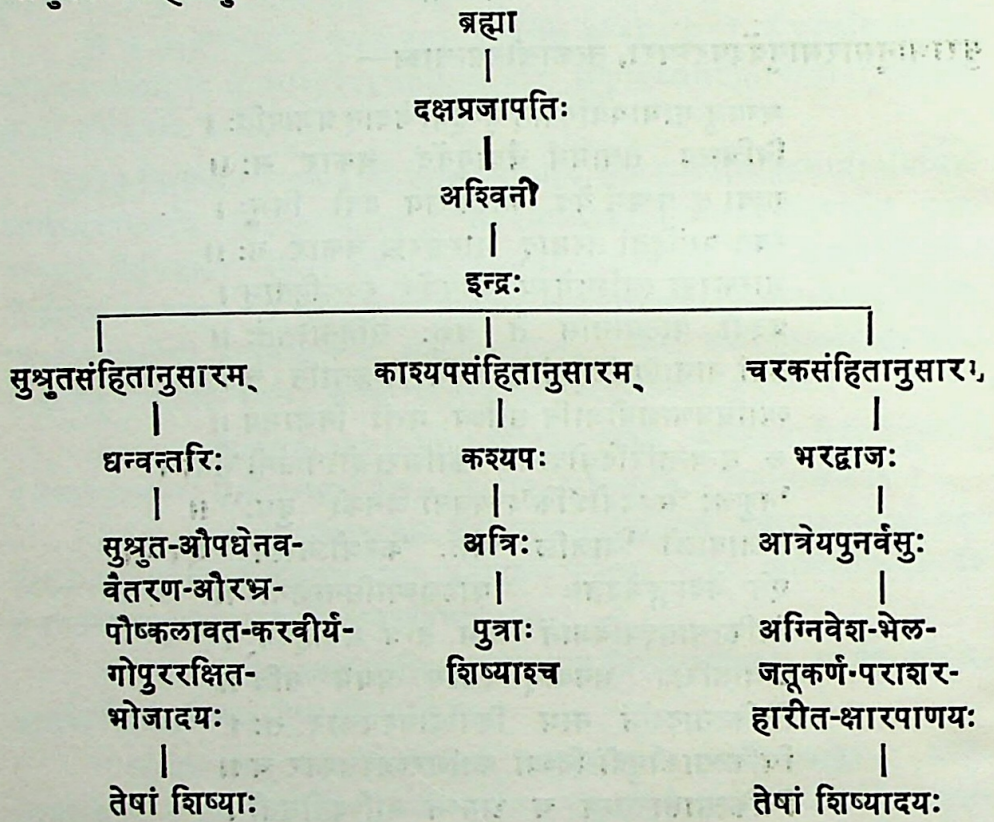 ब्रह्मा
दक्षप्रजापतिः
अश्विनी
इन्द्रः
सुश्रुतसंहितानुसारम् काश्यपसंहितानुसारम् चरकसंहितानुसारः,
धन्वन्तरिः कश्यपः भरद्वाजः
सुश्रुत-औपधेनव- अत्रिः आत्रेयपुनर्वसुः
वैतरण-औरभ्र-
पौष्कलावत-करवीर्य- पुत्राः अग्निवेश-भेल-
गोपुररक्षित- शिष्याश्च जतूकर्ण-पराशर-
भोजादयः हारीत-क्षारपाणयः
तेषां शिष्याः तेषां शिष्यादयः